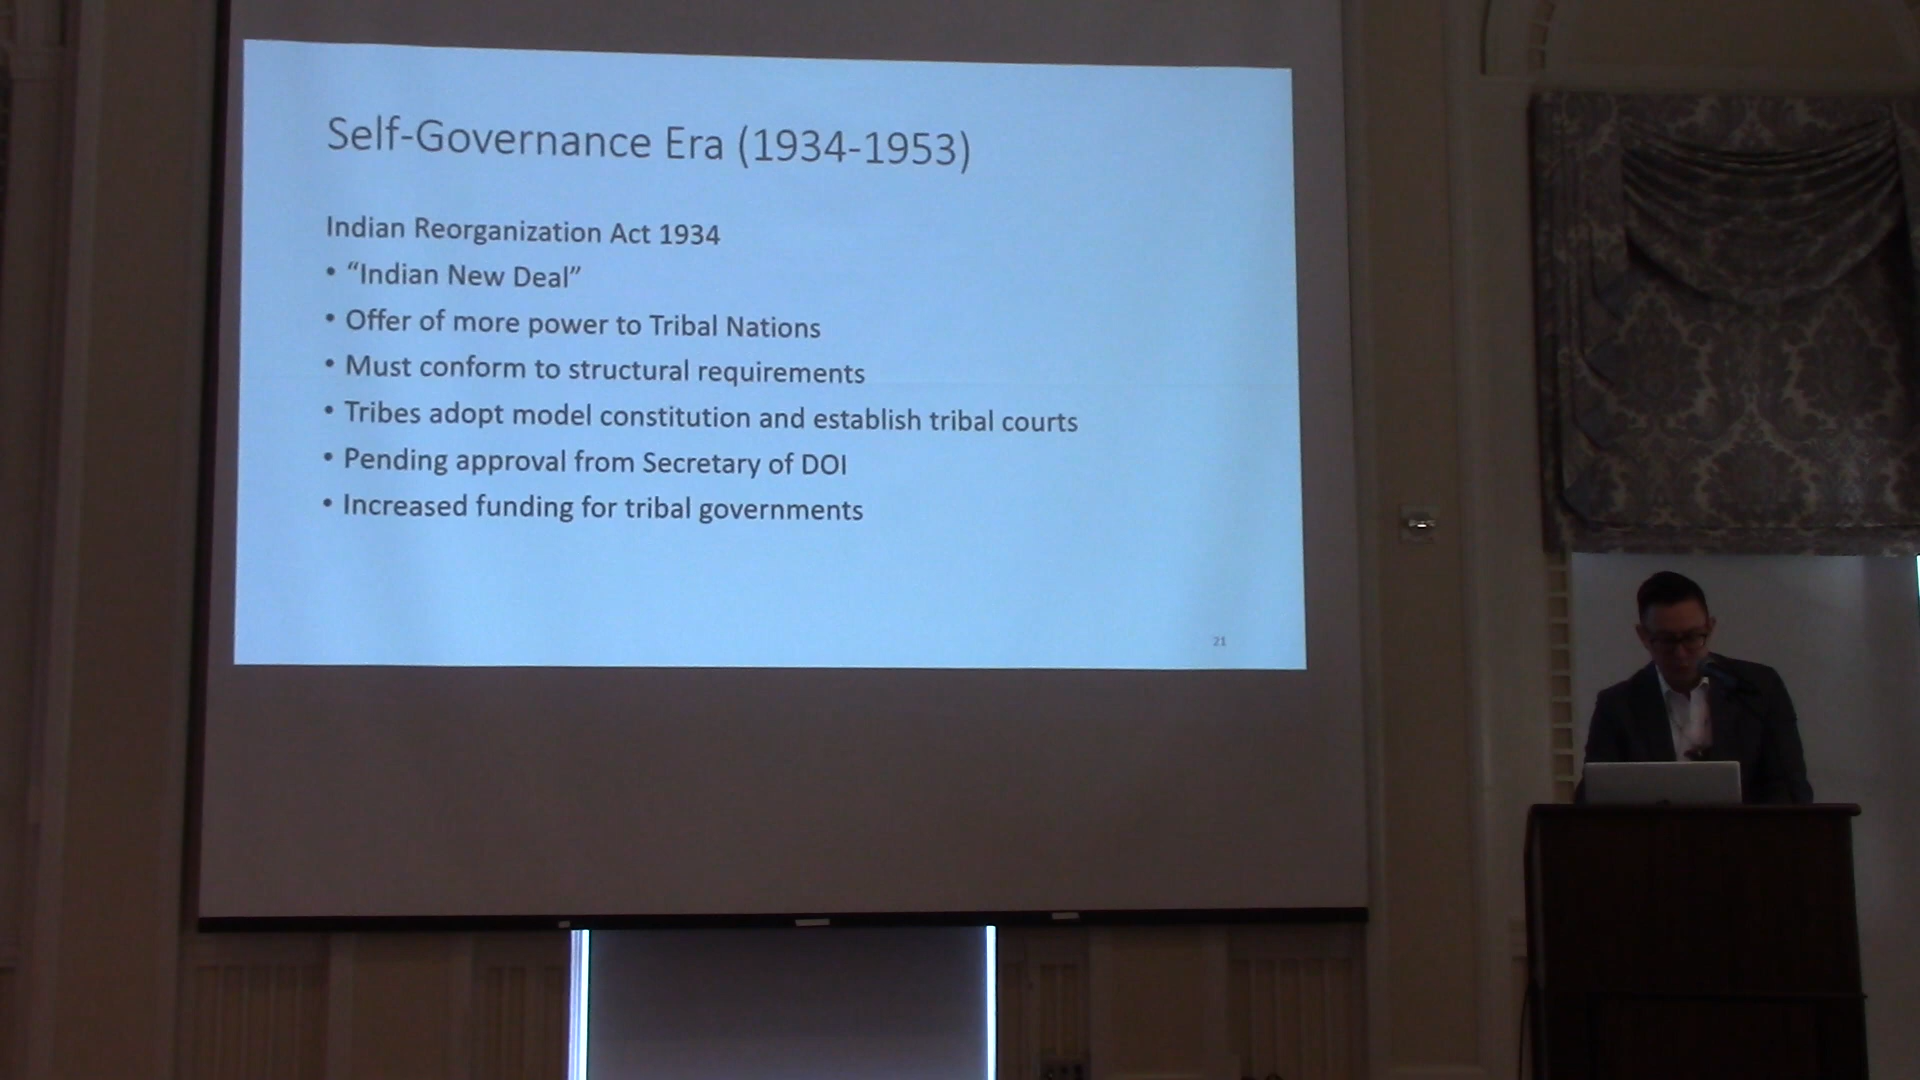 Self-Governance Era (1934-1953)
Indian Reorganization Act 1934
• “Indian New Deal”
• Offer of more power to Tribal Nations
• Must conform to structural requirements
• Tribes adopt model constitution and establish tribal courts
• Pending approval from Secretary of DOI
• Increased funding for tribal governments
21